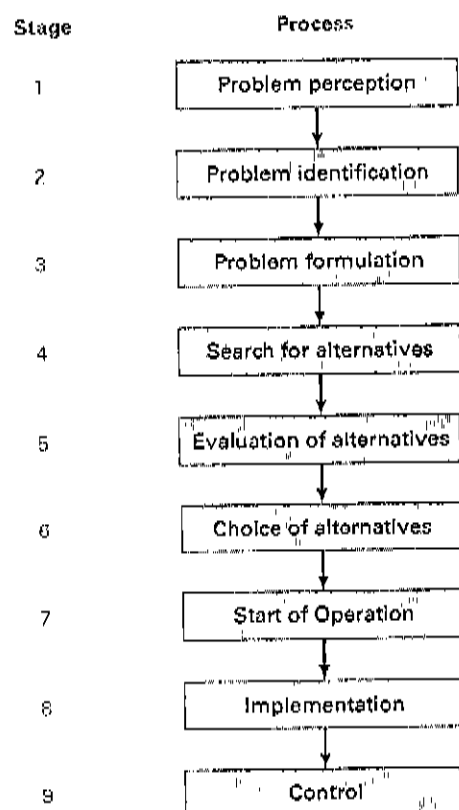 Stage Process
1 Problem perception
2 Problem identification
3 Problem formulation
4 Search for alternatives
5 Evaluation of alternatives
6 Choice of alternatives
7 Start of Operation
8 Implementation
9 Control